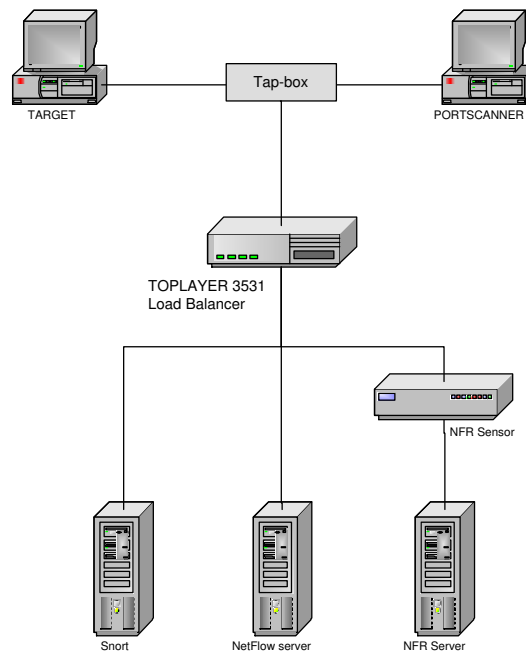 Tap-box
TARGET
PORTSCANNER
TOPLAYER 3531
Load Balancer
NFR Sensor
Snort
NetFlow server
NFR Server